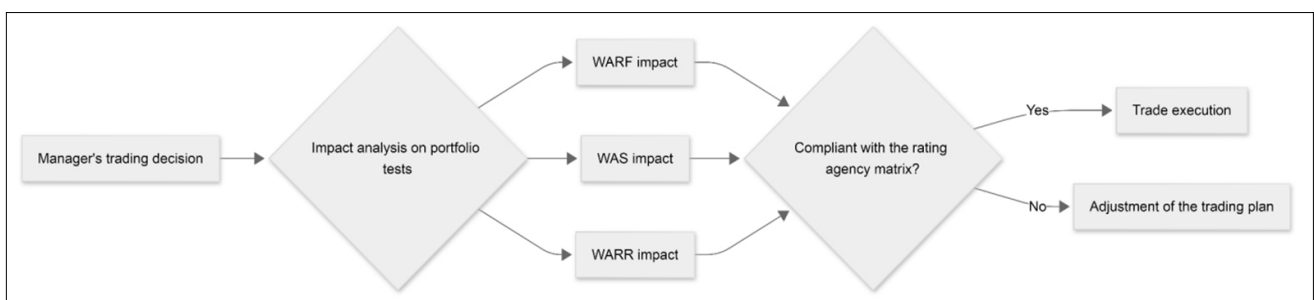 Manager's trading decision
Impact analysis on portfolio
tests
WARF impact
WAS impact
WARR impact
Compliant with the rating
agency matrix?
Yes
Trade execution
No
Adjustment of the trading plan